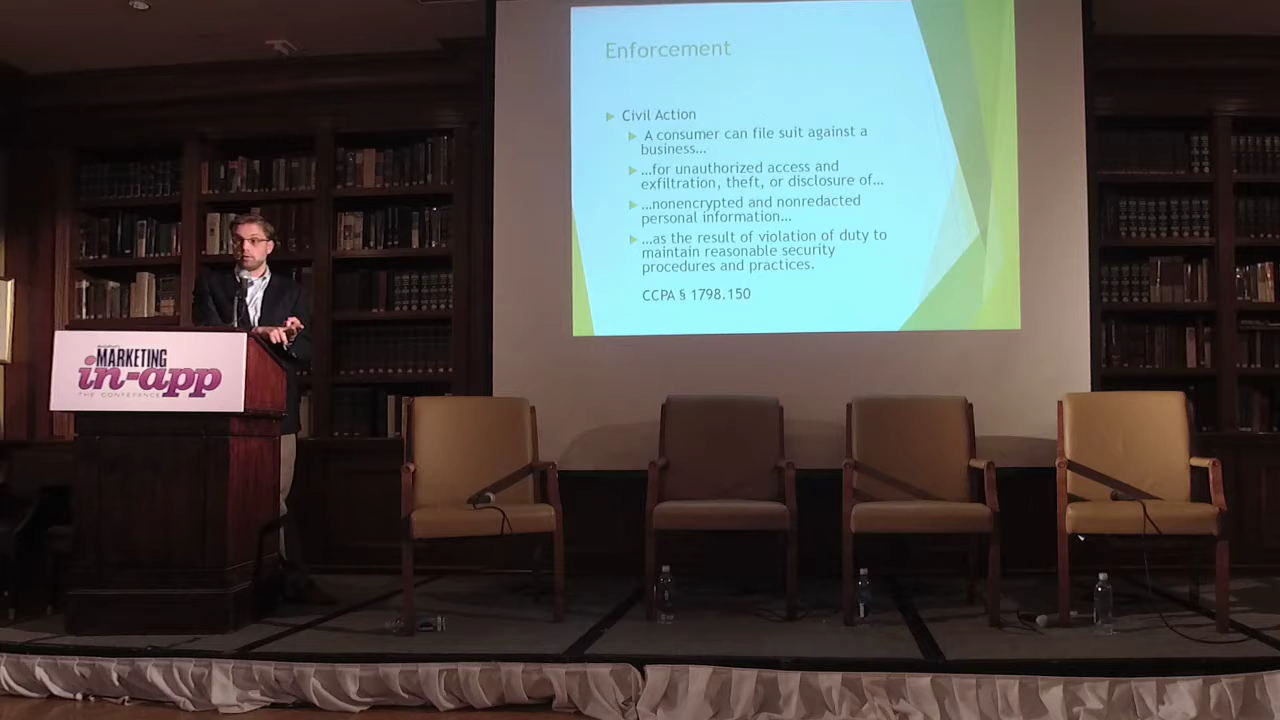 Enforcement
Civil Action
A consumer can file suit against a
business...
...for unauthorized access and
exfiltration, theft, or disclosure of...
...nonencrypted and nonredacted
personal information...
...as the result of violation of duty to
maintain reasonable security
procedures and practices.
CCPA § 1798.150
MARKETING
in-app
THE CONFERENCE